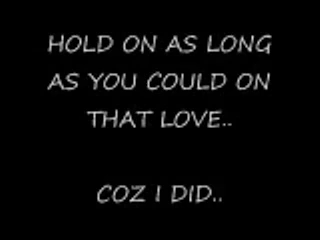 HOLD ON AS LONG
AS YOU COULD ON
THAT LOVE..
COZ I DID..